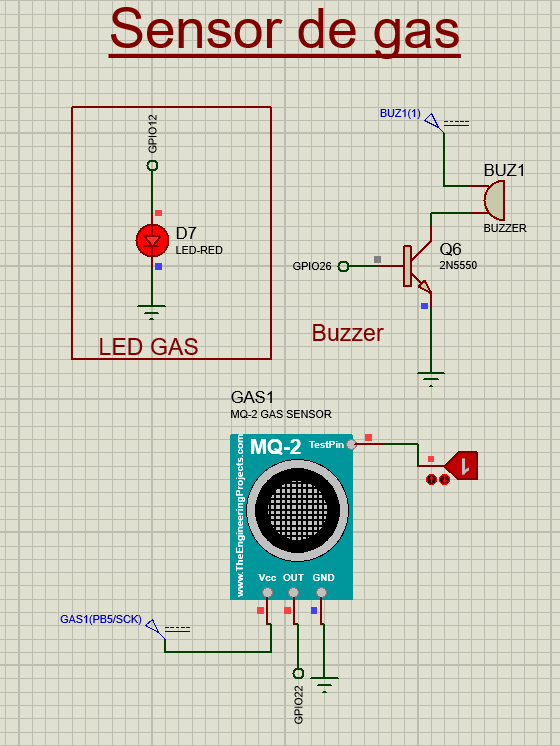 Sensor de gas
GPIO12
D7
LED-RED
LED GAS
BUZ1(1)
BUZ1
BUZZER
Q6
2N5550
GPIO26
Buzzer
GAS1
MQ-2 GAS SENSOR
MQ-2
TestPin
www.TheEngineeringProjects.com
1
Vcc OUT GND
GAS1(PB5/SCK)
GPIO22